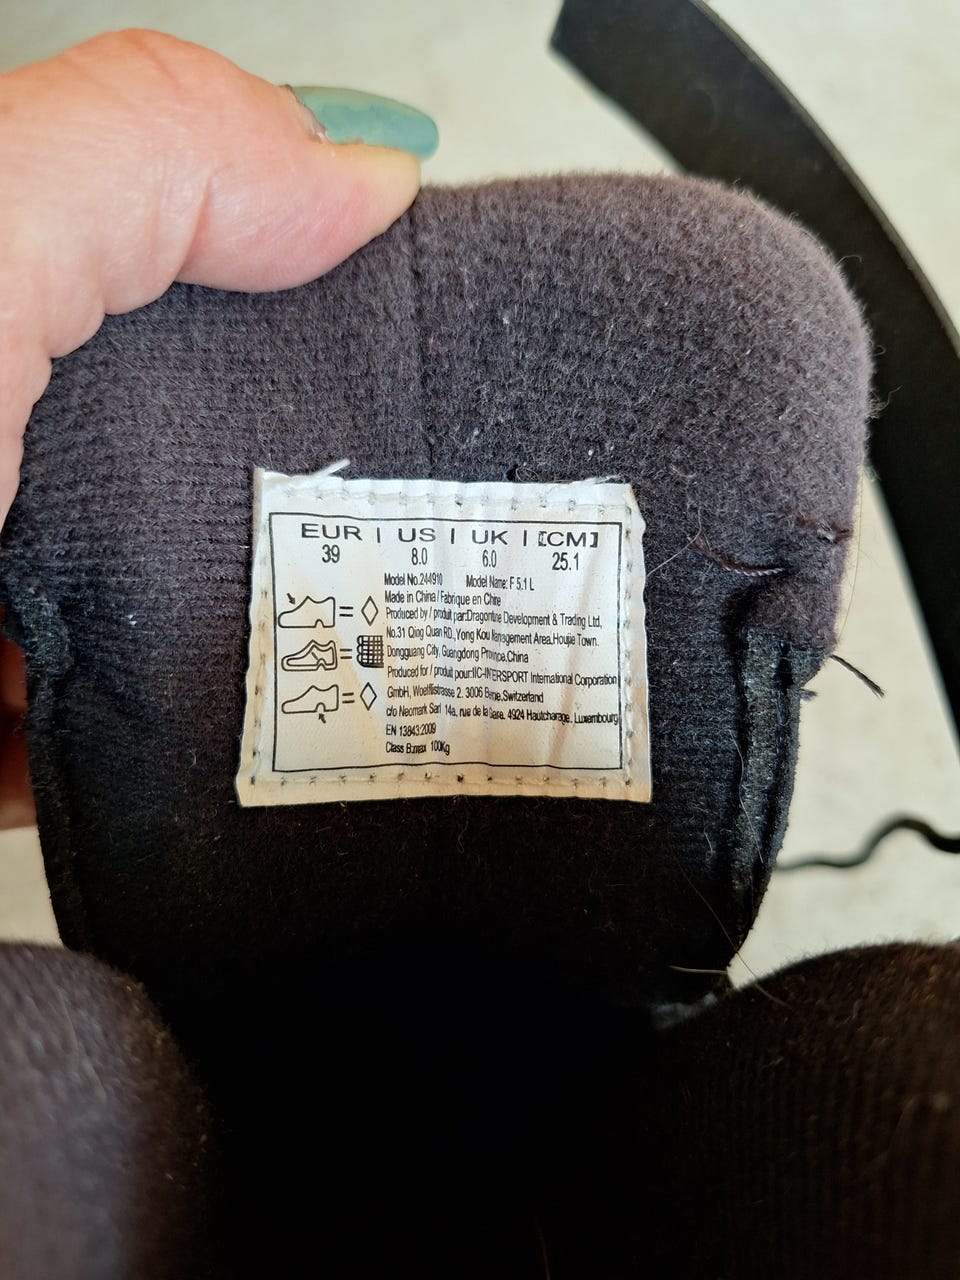 EUR | US | UK | [CM]
39 8.0 6.0 25.1
Model No.244910 Model Name: F 5.1 L
Made in China / Fabrique en Chine
Produced by / produit par:Dragontine Development & Trading Ltd,
No.31 Qing Quan RD,Yong Kou Management Area,Houjie Town.
Dongguang City, Guangdong Province,China
Produced for / produit pour:IIC-INTERSPORT International Corporation
GmbH, Woelflistrasse 2. 3006 Berne,Switzerland
c/o Neomark Sarl 14a, rue de la Gare. 4924 Hautcharage, Luxembourg
EN 13843:2009
Class B:max 100Kg